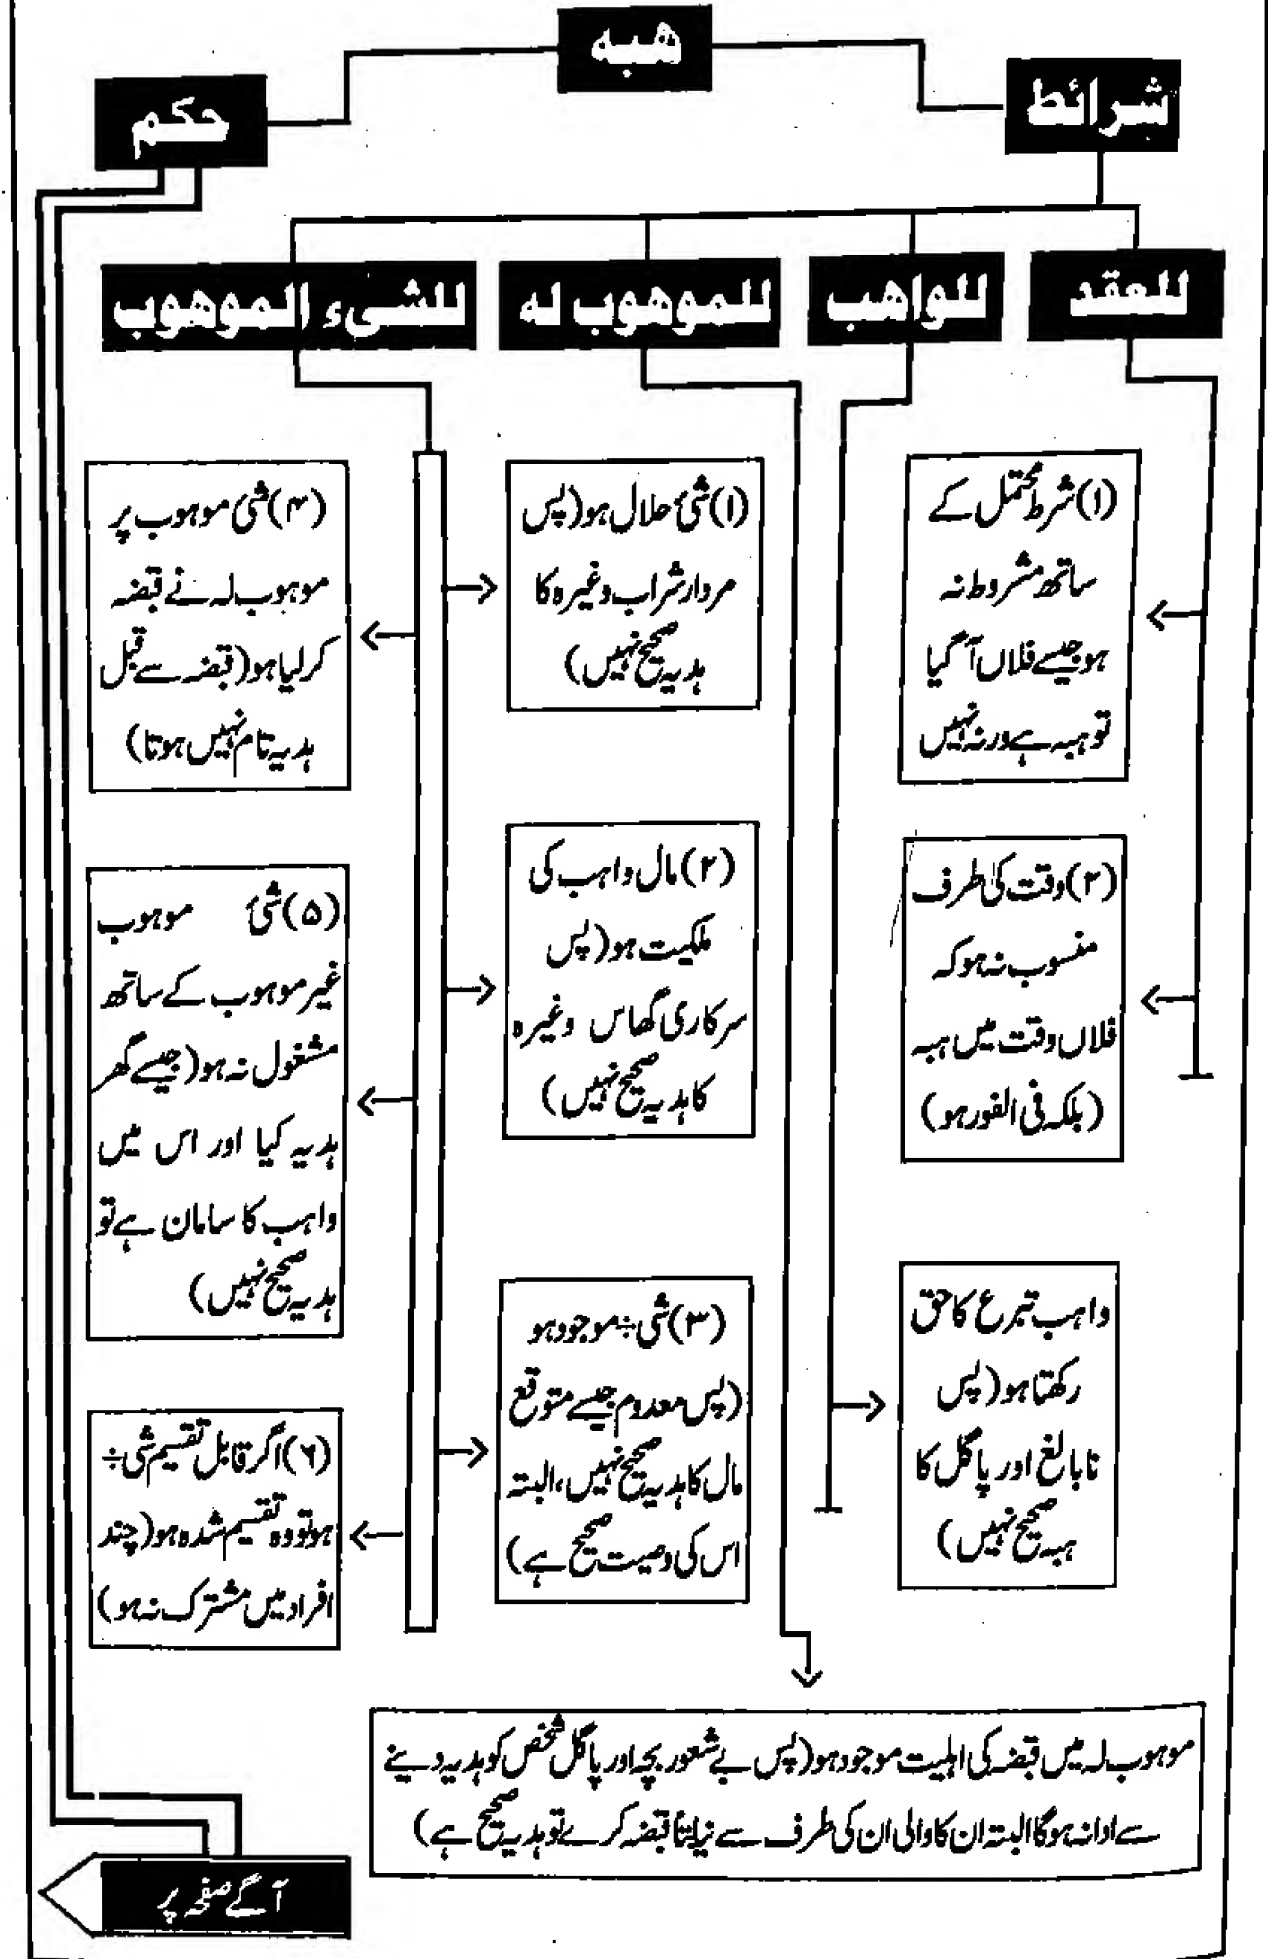 هبه
شرائط
حکم
للعقد
للواهب
للموهوب له
للشیء الموهوب
(۱) شرط محتمل کے
ساتھ مشروط نہ
ہو جیسے فلاں آ گیا
تو ہبہ ہے ورنہ نہیں
(۲) وقت کی طرف
منسوب نہ ہو کہ
فلاں وقت میں ہبہ
(بلکہ فی الفور ہو)
واہب تبرع کا حق
رکھتا ہو (پس
نابالغ اور پاگل کا
ہبہ صحیح نہیں)
(۱) شئ حلال ہو (پس
مردار شراب وغیرہ کا
ہدیہ صحیح نہیں)
(۲) مال واہب کی
ملکیت ہو (پس
سرکاری گھاس وغیرہ
کا ہدیہ صحیح نہیں)
(۳) شیء موجود ہو
(پس معدوم جیسے متوقع
مال کا ہدیہ صحیح نہیں، البتہ
اس کی وصیت صحیح ہے)
(۴) شئ موہوب پر
موہوب لہ نے قبضہ
کر لیا ہو (قبضہ سے قبل
ہدیہ تام نہیں ہوتا)
(۵) شئ موہوب
غیر موہوب کے ساتھ
مشغول نہ ہو (جیسے گھر
ہدیہ کیا اور اس میں
واہب کا سامان ہے تو
ہدیہ صحیح نہیں)
(۶) اگر قابل تقسیم شیء
ہو تو وہ تقسیم شدہ ہو (چند
افراد میں مشترک نہ ہو)
موہوب لہ میں قبضہ کی اہلیت موجود ہو (پس بے شعور بچہ اور پاگل شخص کو ہدیہ دینے
سے ادا نہ ہوگا البتہ ان کا والی ان کی طرف سے نیابتاً قبضہ کرے تو ہدیہ صحیح ہے)
آگے صفحہ پر